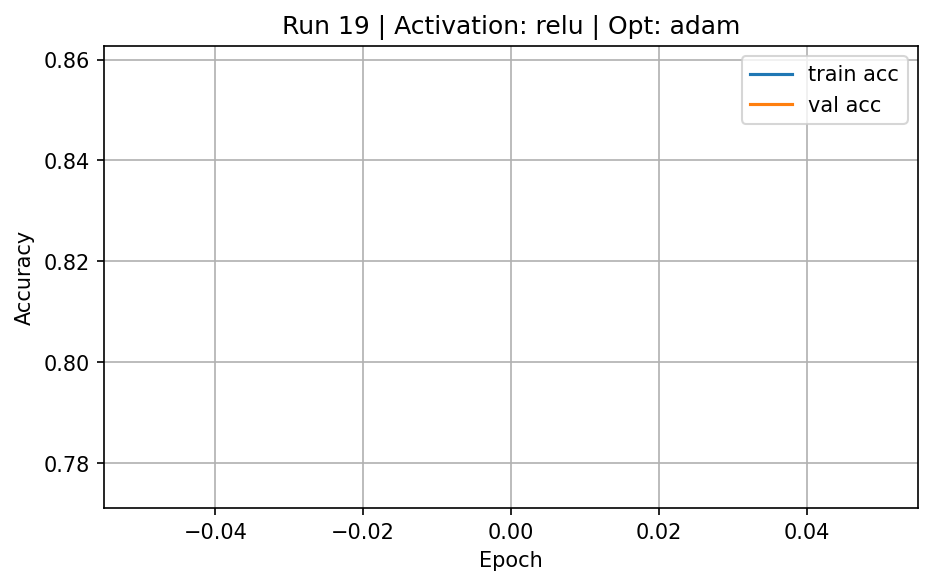 Run 19 | Activation: relu | Opt: adam
train acc
val acc
0.86
0.84
0.82
0.80
0.78
Accuracy
−0.04
−0.02
0.00
0.02
0.04
Epoch